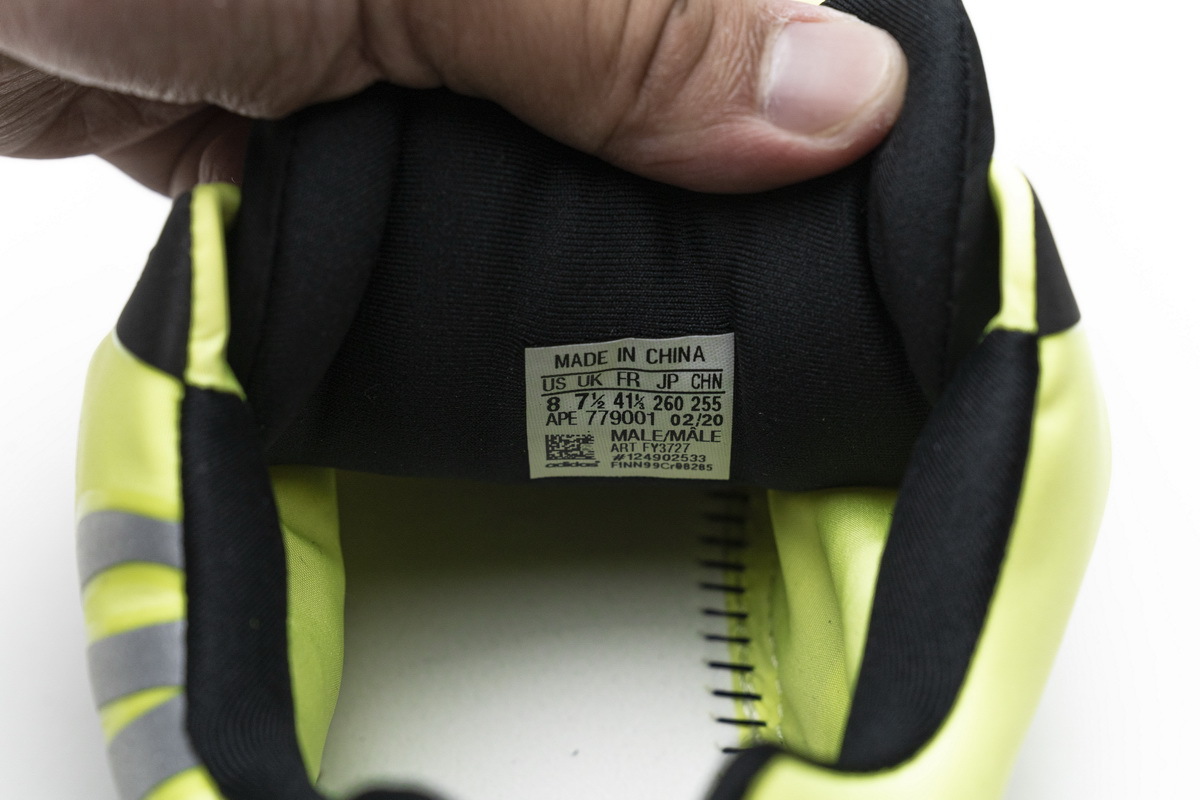 MADE IN CHINA
US UK FR JP CHN
8 7½ 41⅓ 260 255
APE 779001 02/20
MALE/MÂLE
ART FY3727
#124902533
adidas FINN99Cr08285